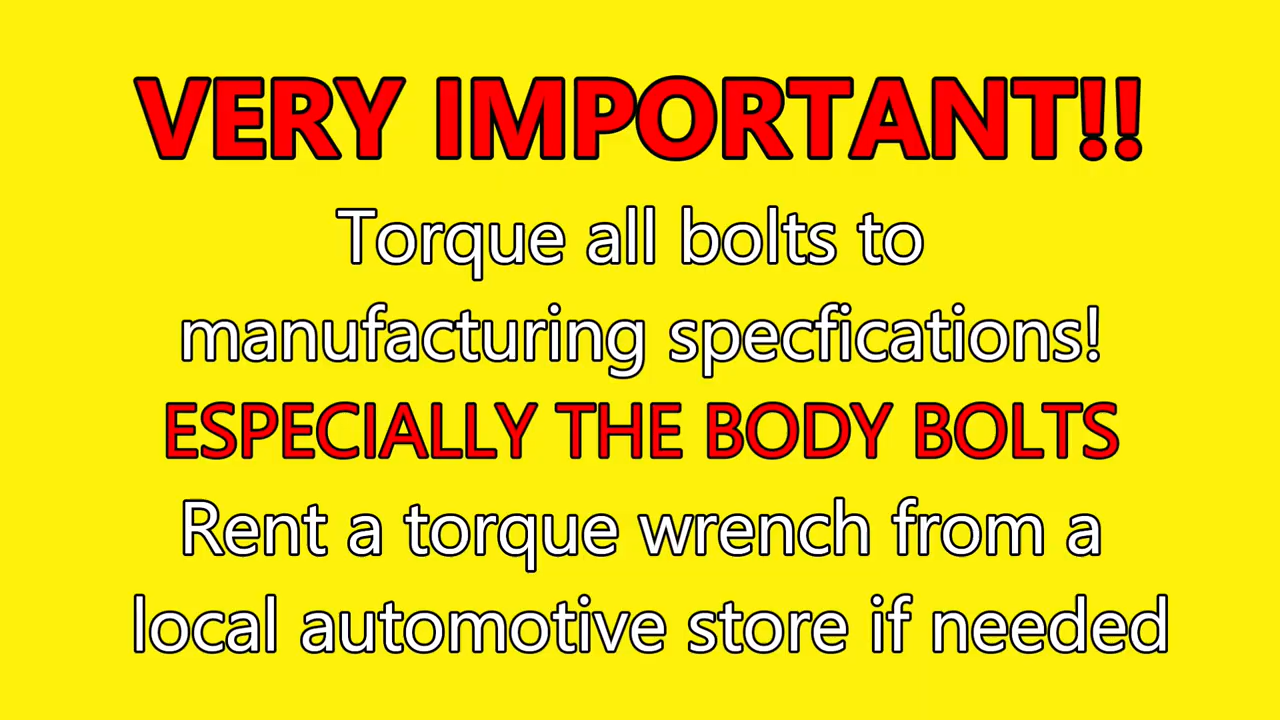 VERY IMPORTANT!!
Torque all bolts to
manufacturing specfications!
ESPECIALLY THE BODY BOLTS
Rent a torque wrench from a
local automotive store if needed